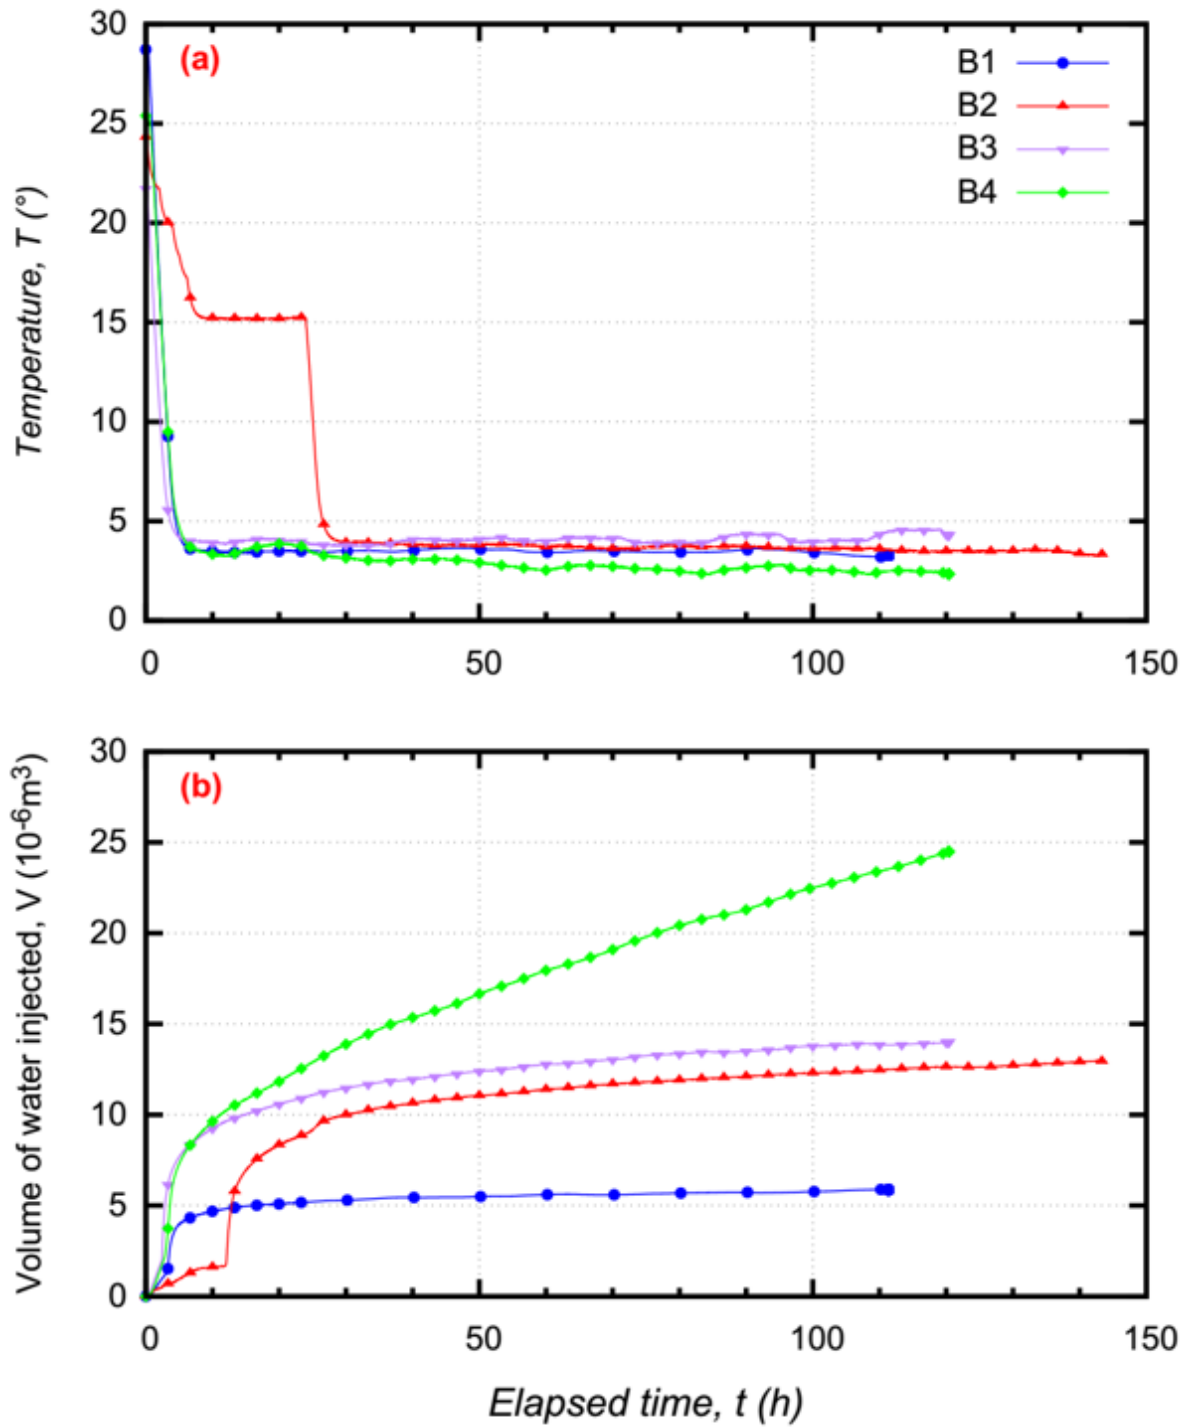 30
25
20
15
10
5
0
Temperature, T (°)
(a)
B1
B2
B3
B4
0 50 100 150
30
25
20
15
10
5
0
Volume of water injected, V (10⁻⁶m³)
(b)
0 50 100 150
Elapsed time, t (h)